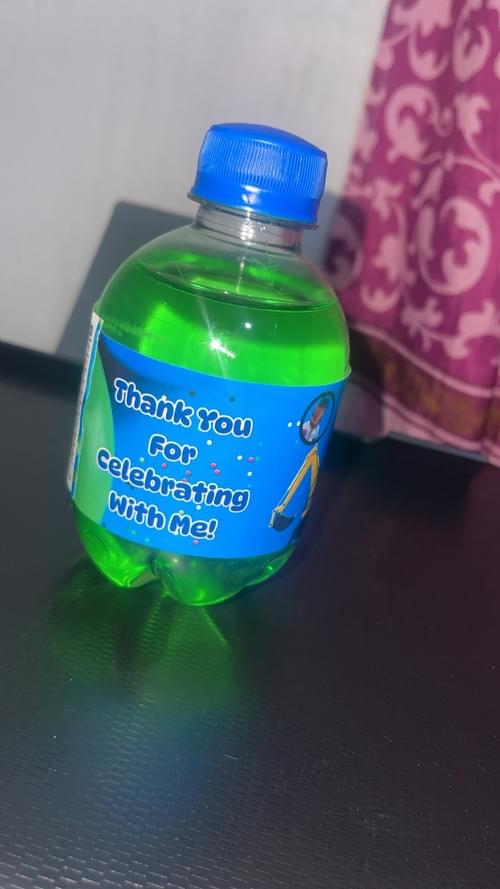 Thank You
For
Celebrating
With Me!